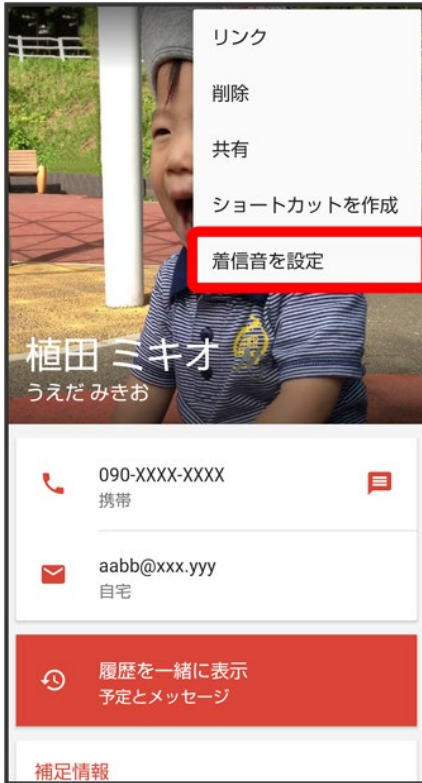 リンク
削除
共有
ショートカットを作成
着信音を設定
植田 ミキオ
うえだ みきお
090-XXXX-XXXX
携帯
aabb@xxx.yyy
自宅
履歴を一緒に表示
予定とメッセージ
補足情報